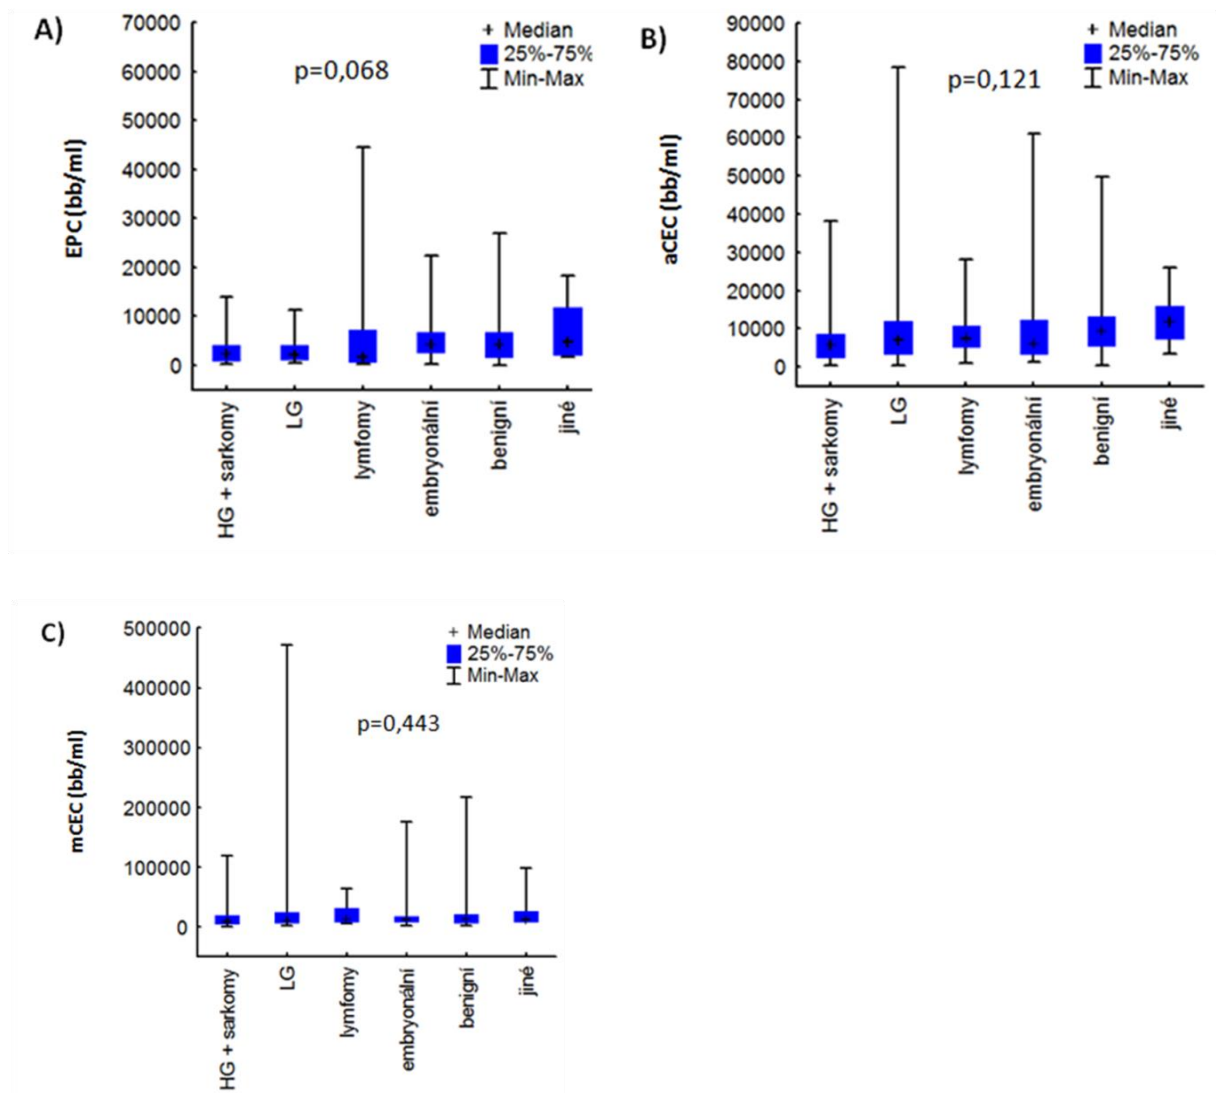 A)
70000
60000
50000
40000
30000
20000
10000
0
EPC (bb/ml)
p=0,068
Median
25%-75%
Min-Max
HG + sarkomy
LG
lymfomy
embryonální
benigní
jiné
B)
90000
80000
70000
60000
50000
40000
30000
20000
10000
0
aCEC (bb/ml)
p=0,121
Median
25%-75%
Min-Max
HG + sarkomy
LG
lymfomy
embryonální
benigní
jiné
C)
500000
400000
300000
200000
100000
0
mCEC (bb/ml)
p=0,443
Median
25%-75%
Min-Max
HG + sarkomy
LG
lymfomy
embryonální
benigní
jiné